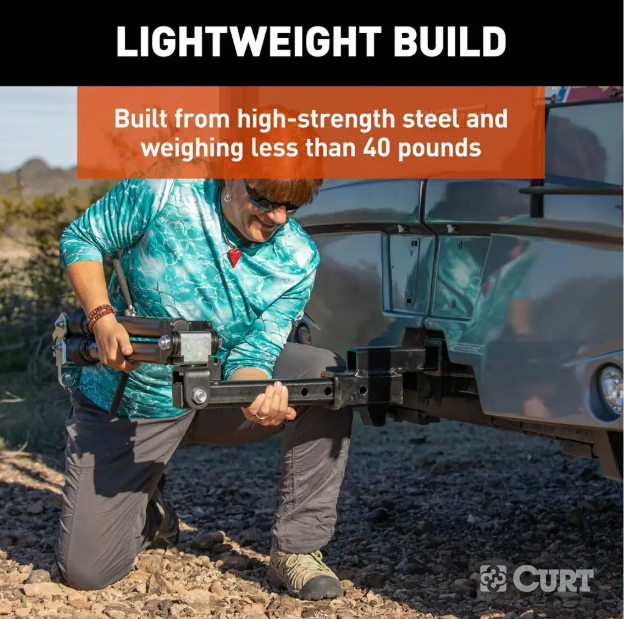 LIGHTWEIGHT BUILD
Built from high-strength steel and
weighing less than 40 pounds
CURT